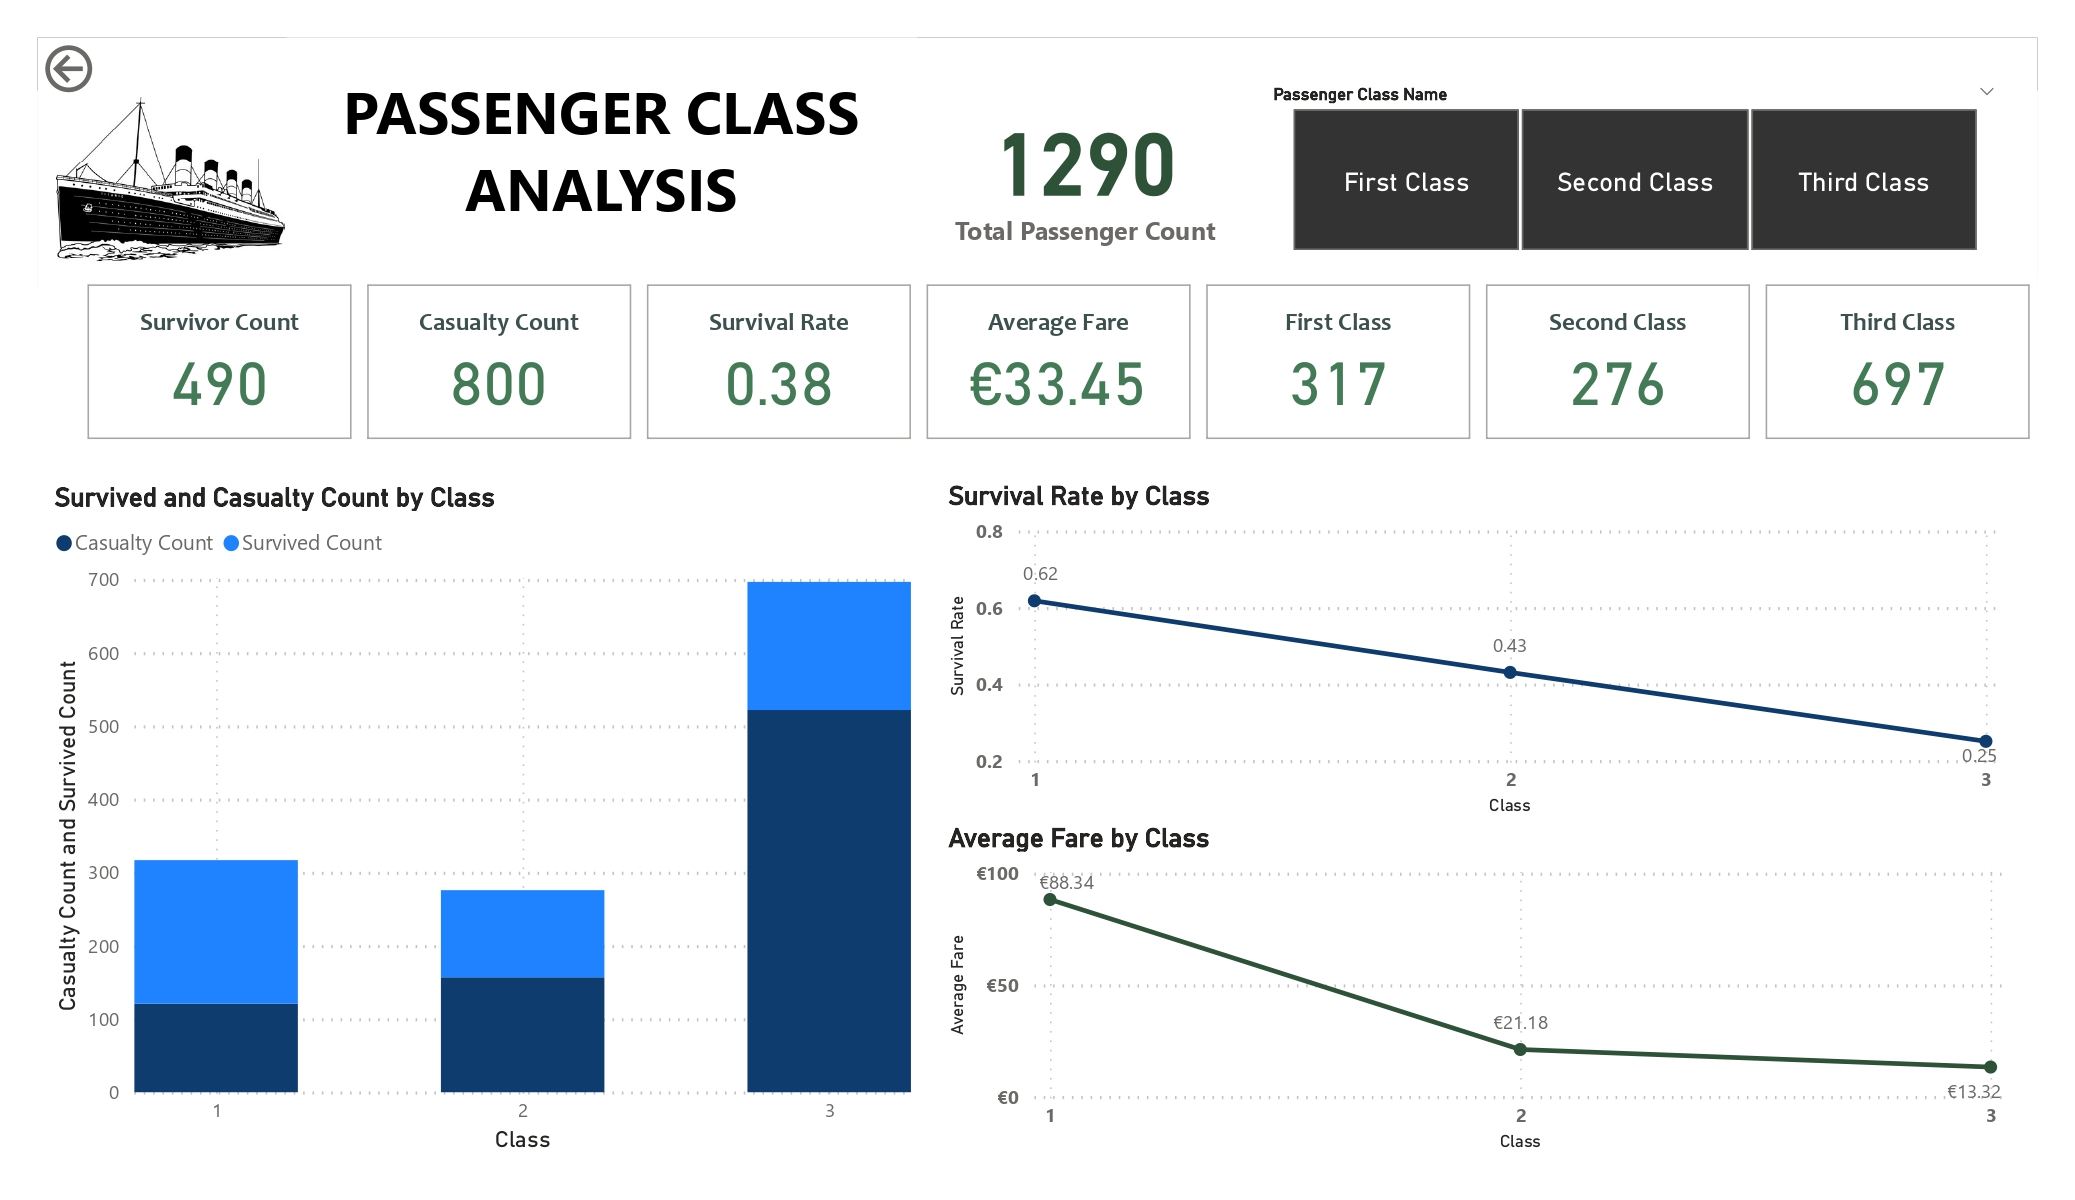 PASSENGER CLASS
ANALYSIS
1290
Total Passenger Count
Passenger Class Name
First Class
Second Class
Third Class
Survivor Count
490
Casualty Count
800
Survival Rate
0.38
Average Fare
€33.45
First Class
317
Second Class
276
Third Class
697
Survived and Casualty Count by Class
Casualty Count Survived Count
Casualty Count and Survived Count
700
600
500
400
300
200
100
0
1 2 3
Class
Survival Rate by Class
Survival Rate
0.8
0.6
0.4
0.2
0.62
0.43
0.25
1 2 3
Class
Average Fare by Class
Average Fare
€100
€50
€0
€88.34
€21.18
€13.32
1 2 3
Class